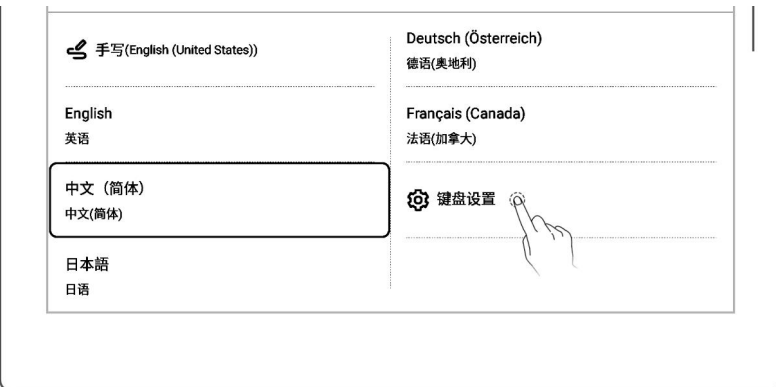 手写(English (United States))
English
英语
中文（简体）
中文(简体)
日本語
日语
Deutsch (Österreich)
德语(奥地利)
Français (Canada)
法语(加拿大)
键盘设置